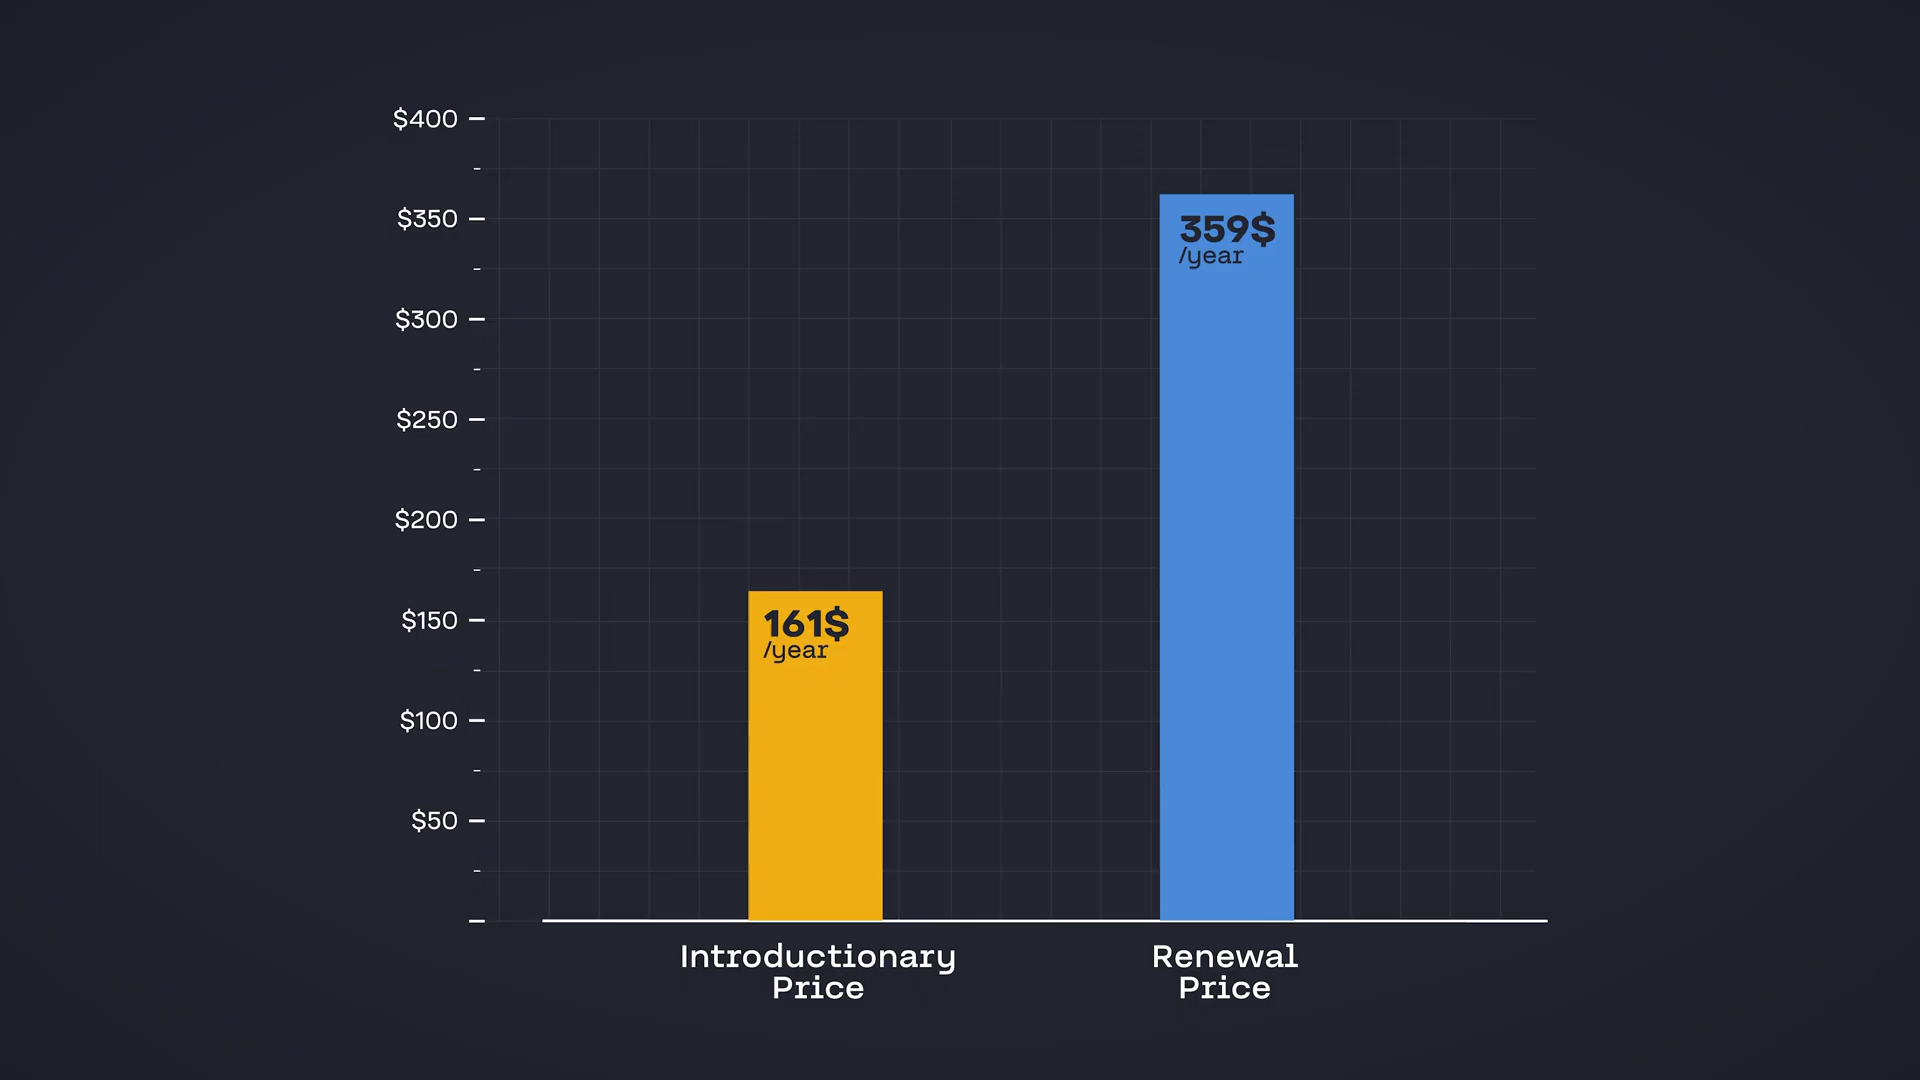 $400
$350
$300
$250
$200
$150
$100
$50
359$
/year
161$
/year
Introductionary
Price
Renewal
Price